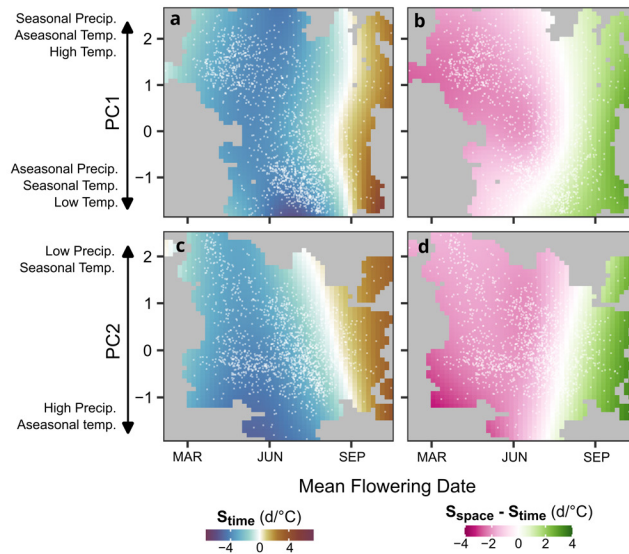 Seasonal Precip.
Aseasonal Temp.
High Temp.
PC1
Aseasonal Precip.
Seasonal Temp.
Low Temp.
2
1
0
−1
a
b
Low Precip.
Seasonal Temp.
PC2
High Precip.
Aseasonal temp.
2
1
0
−1
c
d
MAR JUN SEP MAR JUN SEP
Mean Flowering Date
Stime (d/°C)
−4 0 4
Sspace - Stime (d/°C)
−4 −2 0 2 4